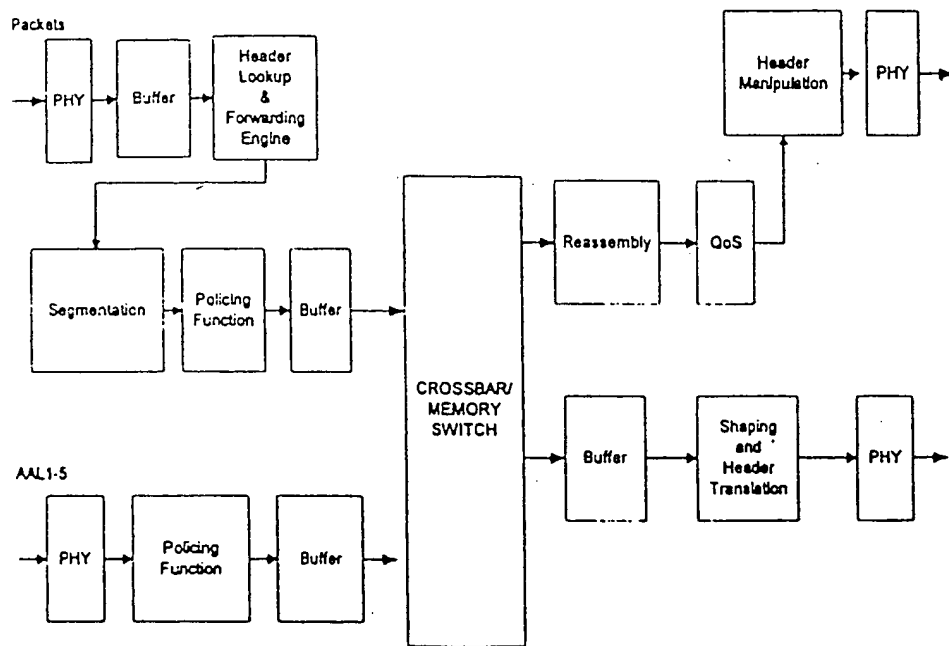 Packets
PHY
Buffer
Header
Lookup
&
Forwarding
Engine
Header
Manipulation
PHY
Segmentation
Policing
Function
Buffer
Reassembly
QoS
CROSSBAR/
MEMORY
SWITCH
Buffer
Shaping
and
Header
Translation
PHY
AAL1-5
PHY
Policing
Function
Buffer